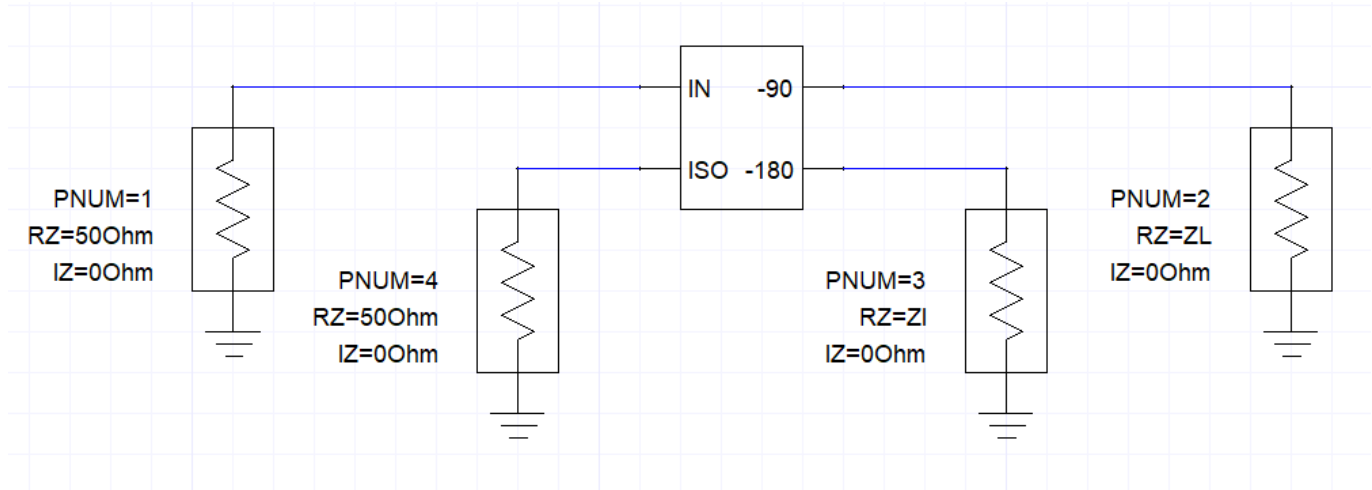 IN -90
ISO -180
PNUM=1
RZ=50Ohm
IZ=0Ohm
PNUM=4
RZ=50Ohm
IZ=0Ohm
PNUM=3
RZ=ZI
IZ=0Ohm
PNUM=2
RZ=ZL
IZ=0Ohm